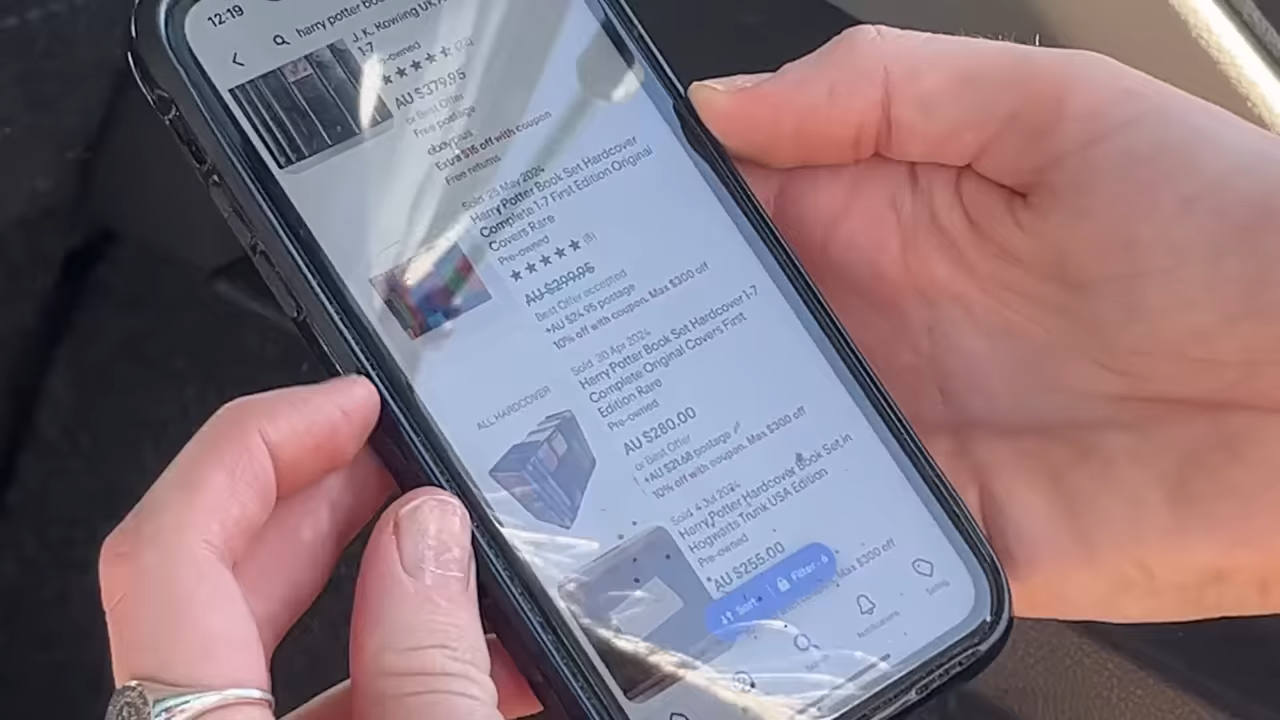 12:19
harry potter
J.K. Rowling UK
1-7
AU $379.95
or Best Offer
Free postage
ebayplus
Extra $15 off with coupon
Free returns
Sold 25 May 2024
Harry Potter Book Set Hardcover
Complete 1-7 First Edition Original
Covers Rare
Pre-owned
AU $299.95
Best Offer accepted
+AU $24.95 postage
10% off with coupon. Max $300 off
Sold 20 Apr 2024
Harry Potter Book Set Hardcover 1-7
Complete Original Covers First
Edition Rare
Pre-owned
AU $280.00
or Best Offer
+AU $21.68 postage
10% off with coupon. Max $300 off
ALL HARDCOVER
Sold 4 Jul 2024
Harry Potter Hardcover Book Set in
Hogwarts Trunk USA Edition
Pre-owned
AU $255.00
Max $300 off
Sort
Filter
Notifications
Selling